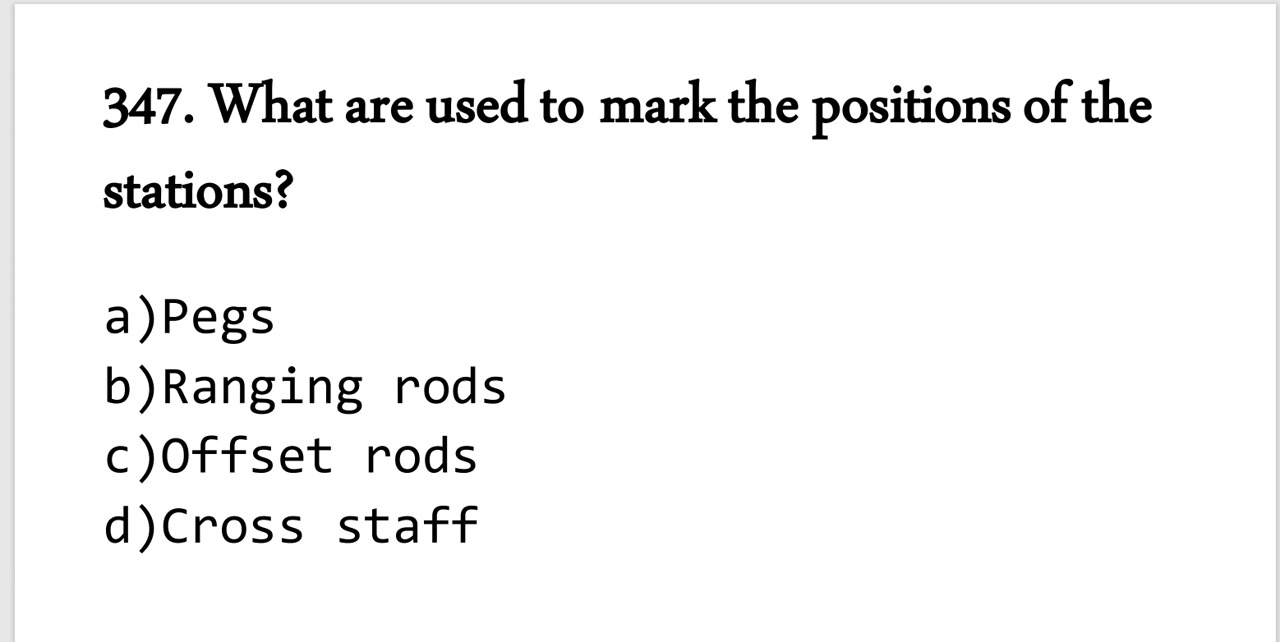 347. What are used to mark the positions of the
stations?
a)Pegs
b)Ranging rods
c)Offset rods
d)Cross staff